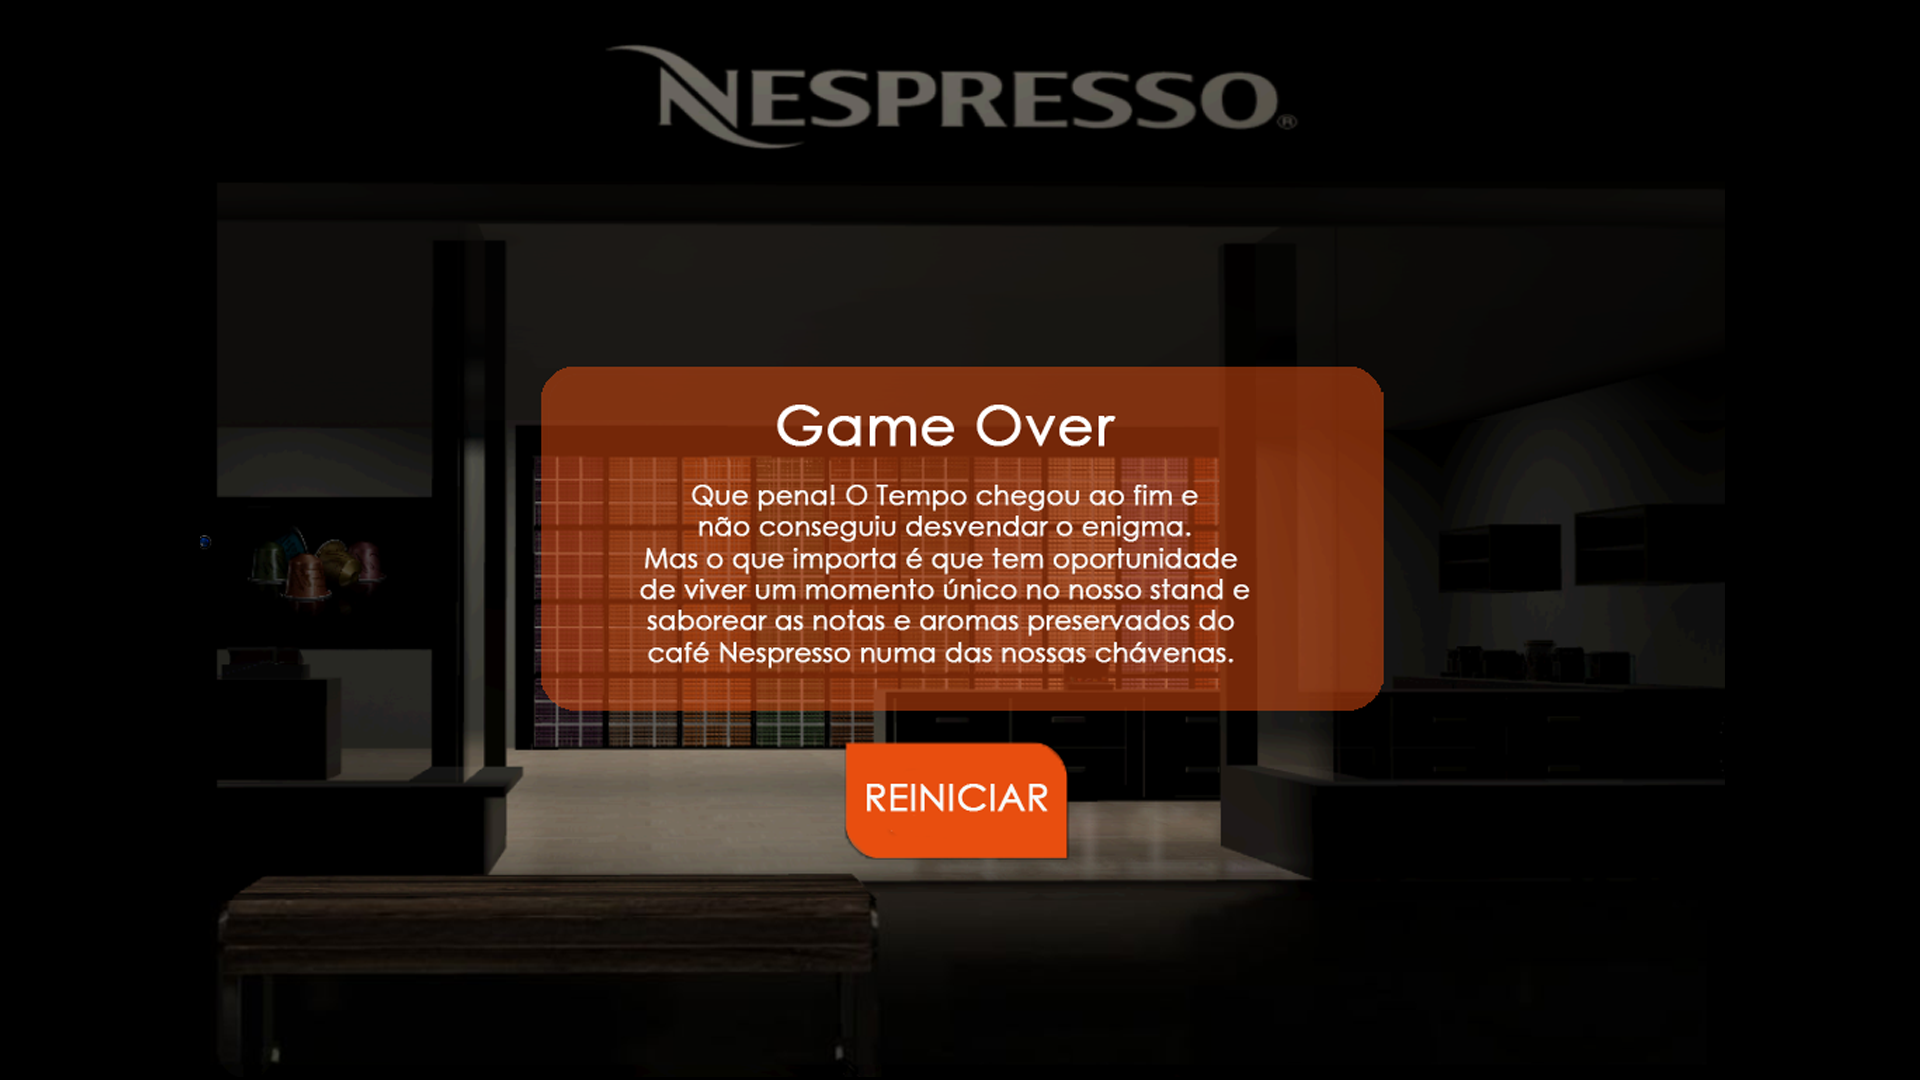 NESPRESSO®
Game Over
Que pena! O Tempo chegou ao fim e
não conseguiu desvendar o enigma.
Mas o que importa é que tem oportunidade
de viver um momento único no nosso stand e
saborear as notas e aromas preservados do
café Nespresso numa das nossas chávenas.
REINICIAR